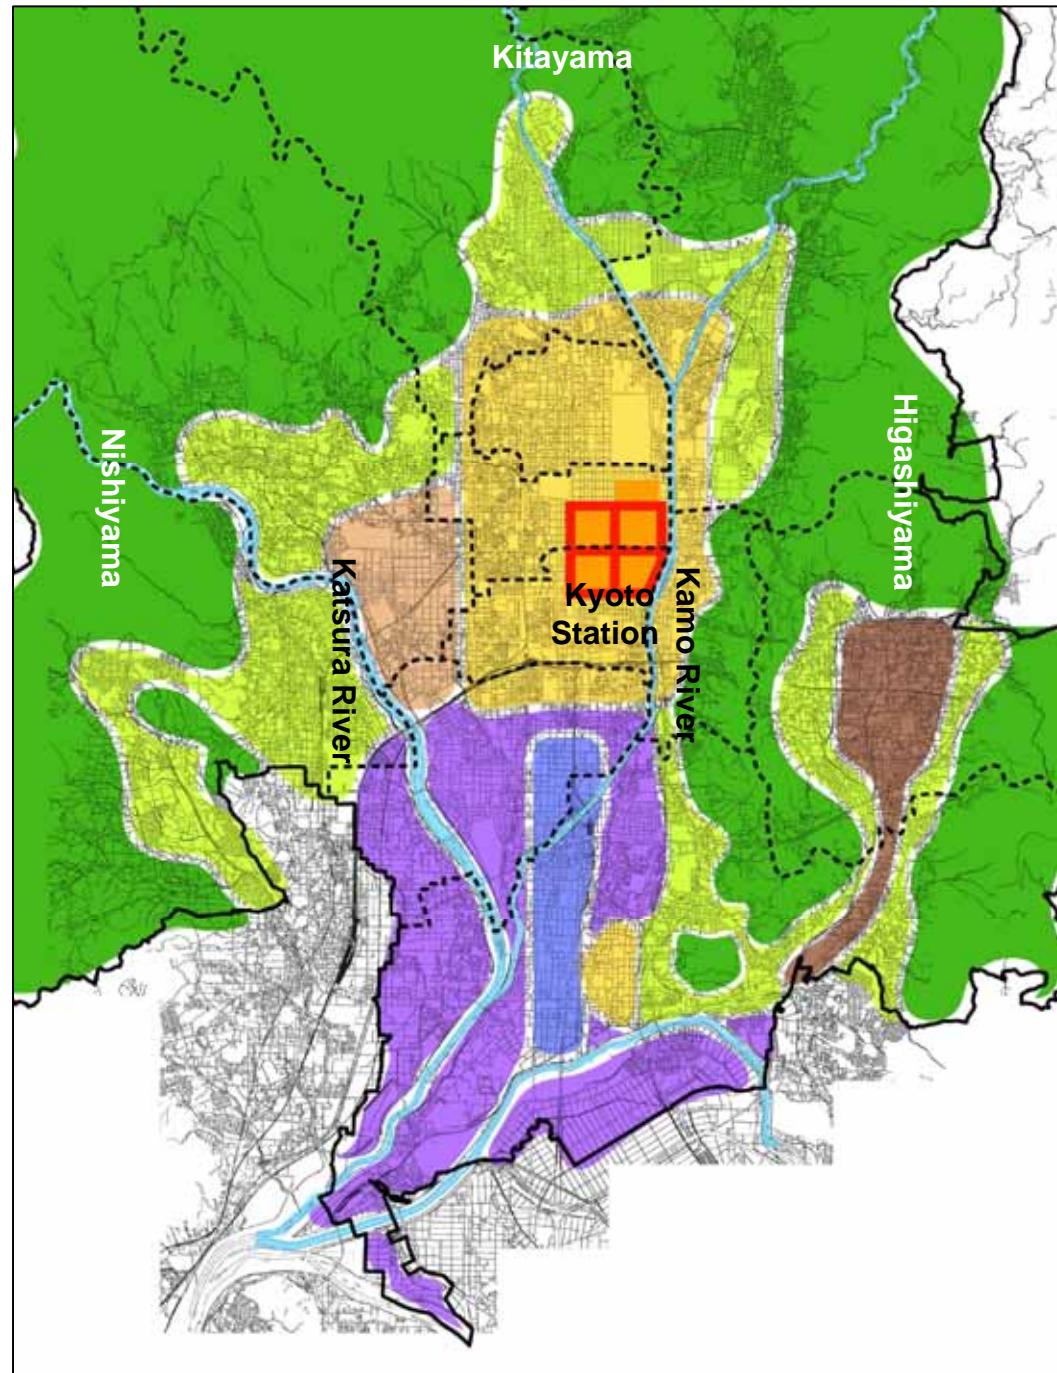 Kitayama
Nishiyama
Higashiyama
Katsura River
Kyoto
Station
Kamo River